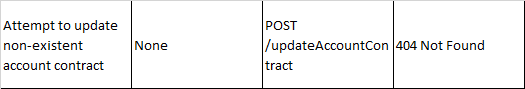 Attempt to update
non-existent
account contract
None
POST
/updateAccountCon
tract
404 Not Found